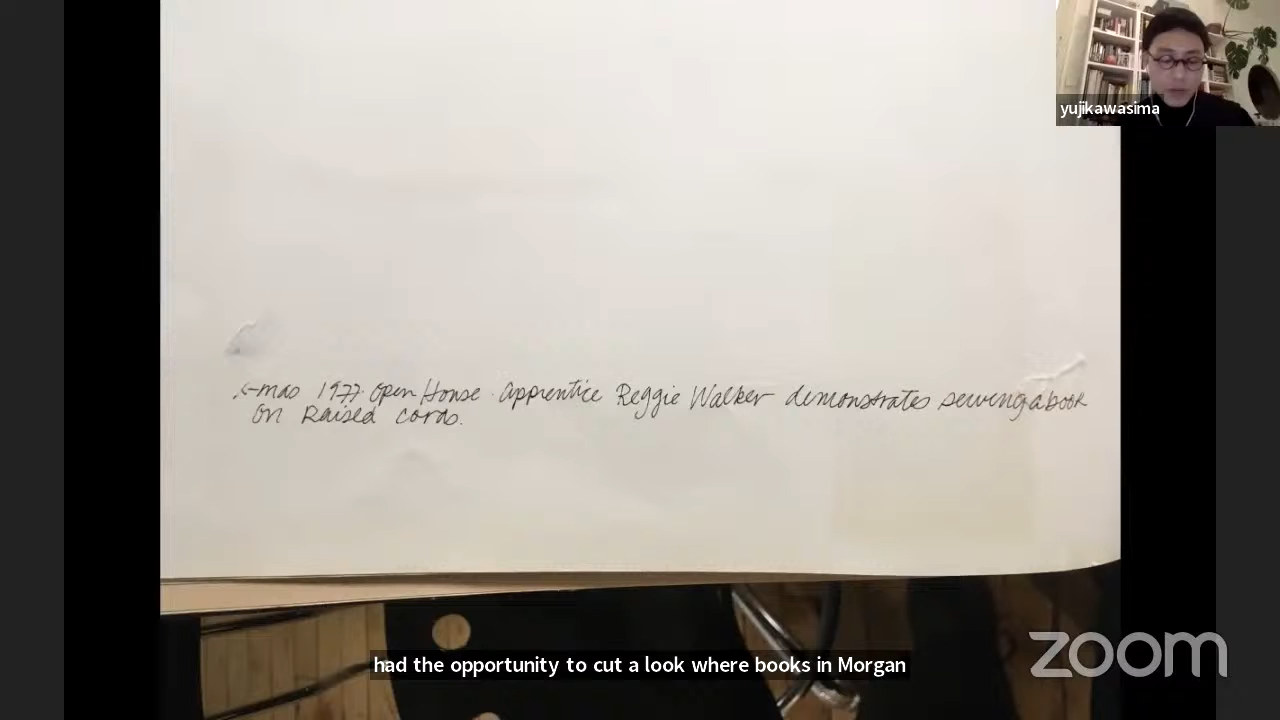 yujikawasima
X-mas 1977. Open House. Apprentice Reggie Walker demonstrates sewing a book
on Raised cords.
had the opportunity to cut a look where books in Morgan
zoom